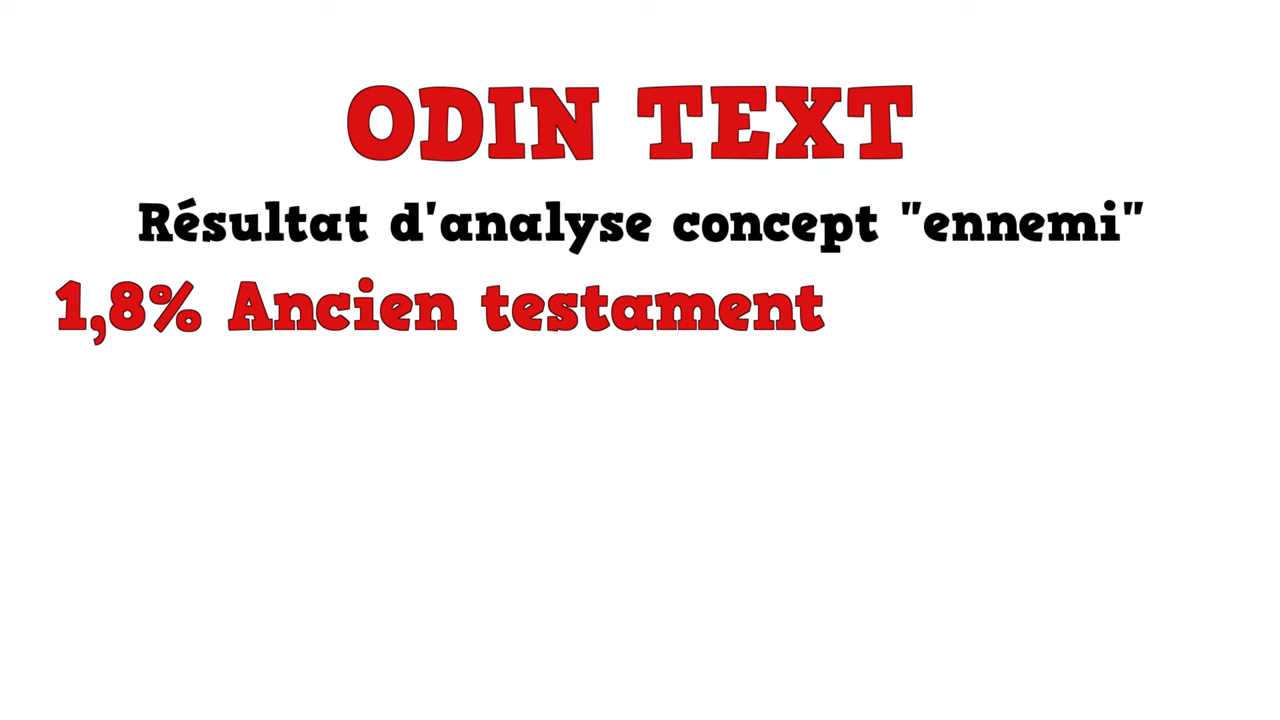 ODIN TEXT
Résultat d'analyse concept "ennemi"
1,8% Ancien testament